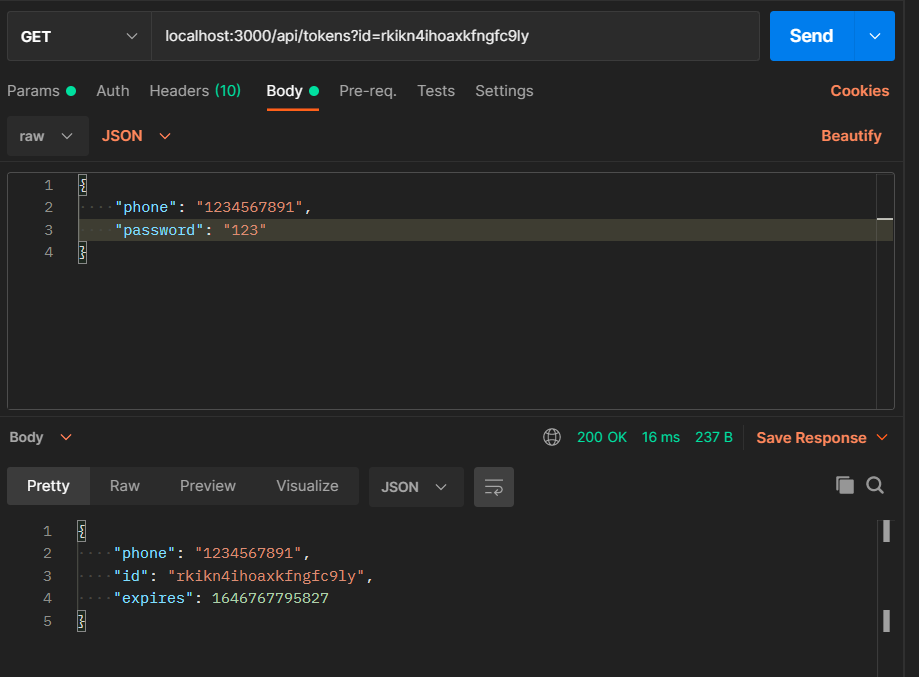 GET localhost:3000/api/tokens?id=rkikn4ihoaxkfngfc9ly Send
Params Auth Headers (10) Body Pre-req. Tests Settings Cookies
raw JSON Beautify
1 {
2 "phone": "1234567891",
3 "password": "123"
4 }
Body 200 OK 16 ms 237 B Save Response
Pretty Raw Preview Visualize JSON
1 {
2 "phone": "1234567891",
3 "id": "rkikn4ihoaxkfngfc9ly",
4 "expires": 1646767795827
5 }